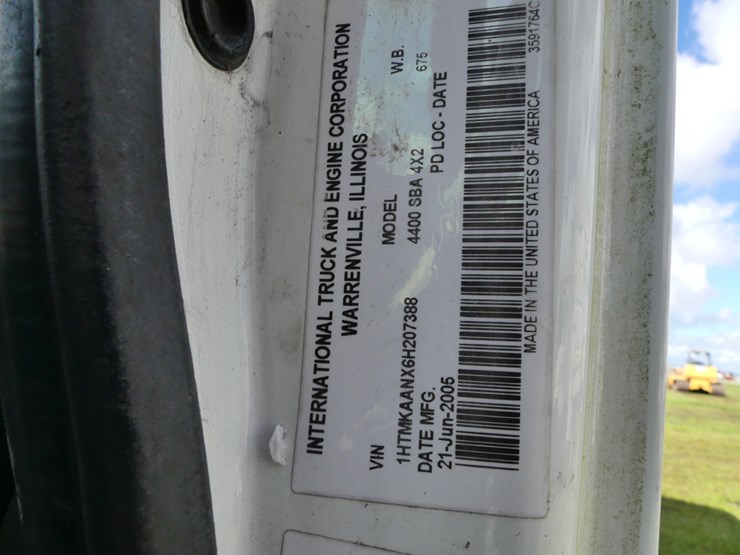 INTERNATIONAL TRUCK AND ENGINE CORPORATION
WARRENVILLE, ILLINOIS
VIN MODEL W.B.
1HTMKAANX6H207388 4400 SBA 4X2 675
DATE MFG. PD LOC - DATE
21-Jun-2005
MADE IN THE UNITED STATES OF AMERICA 3591764C